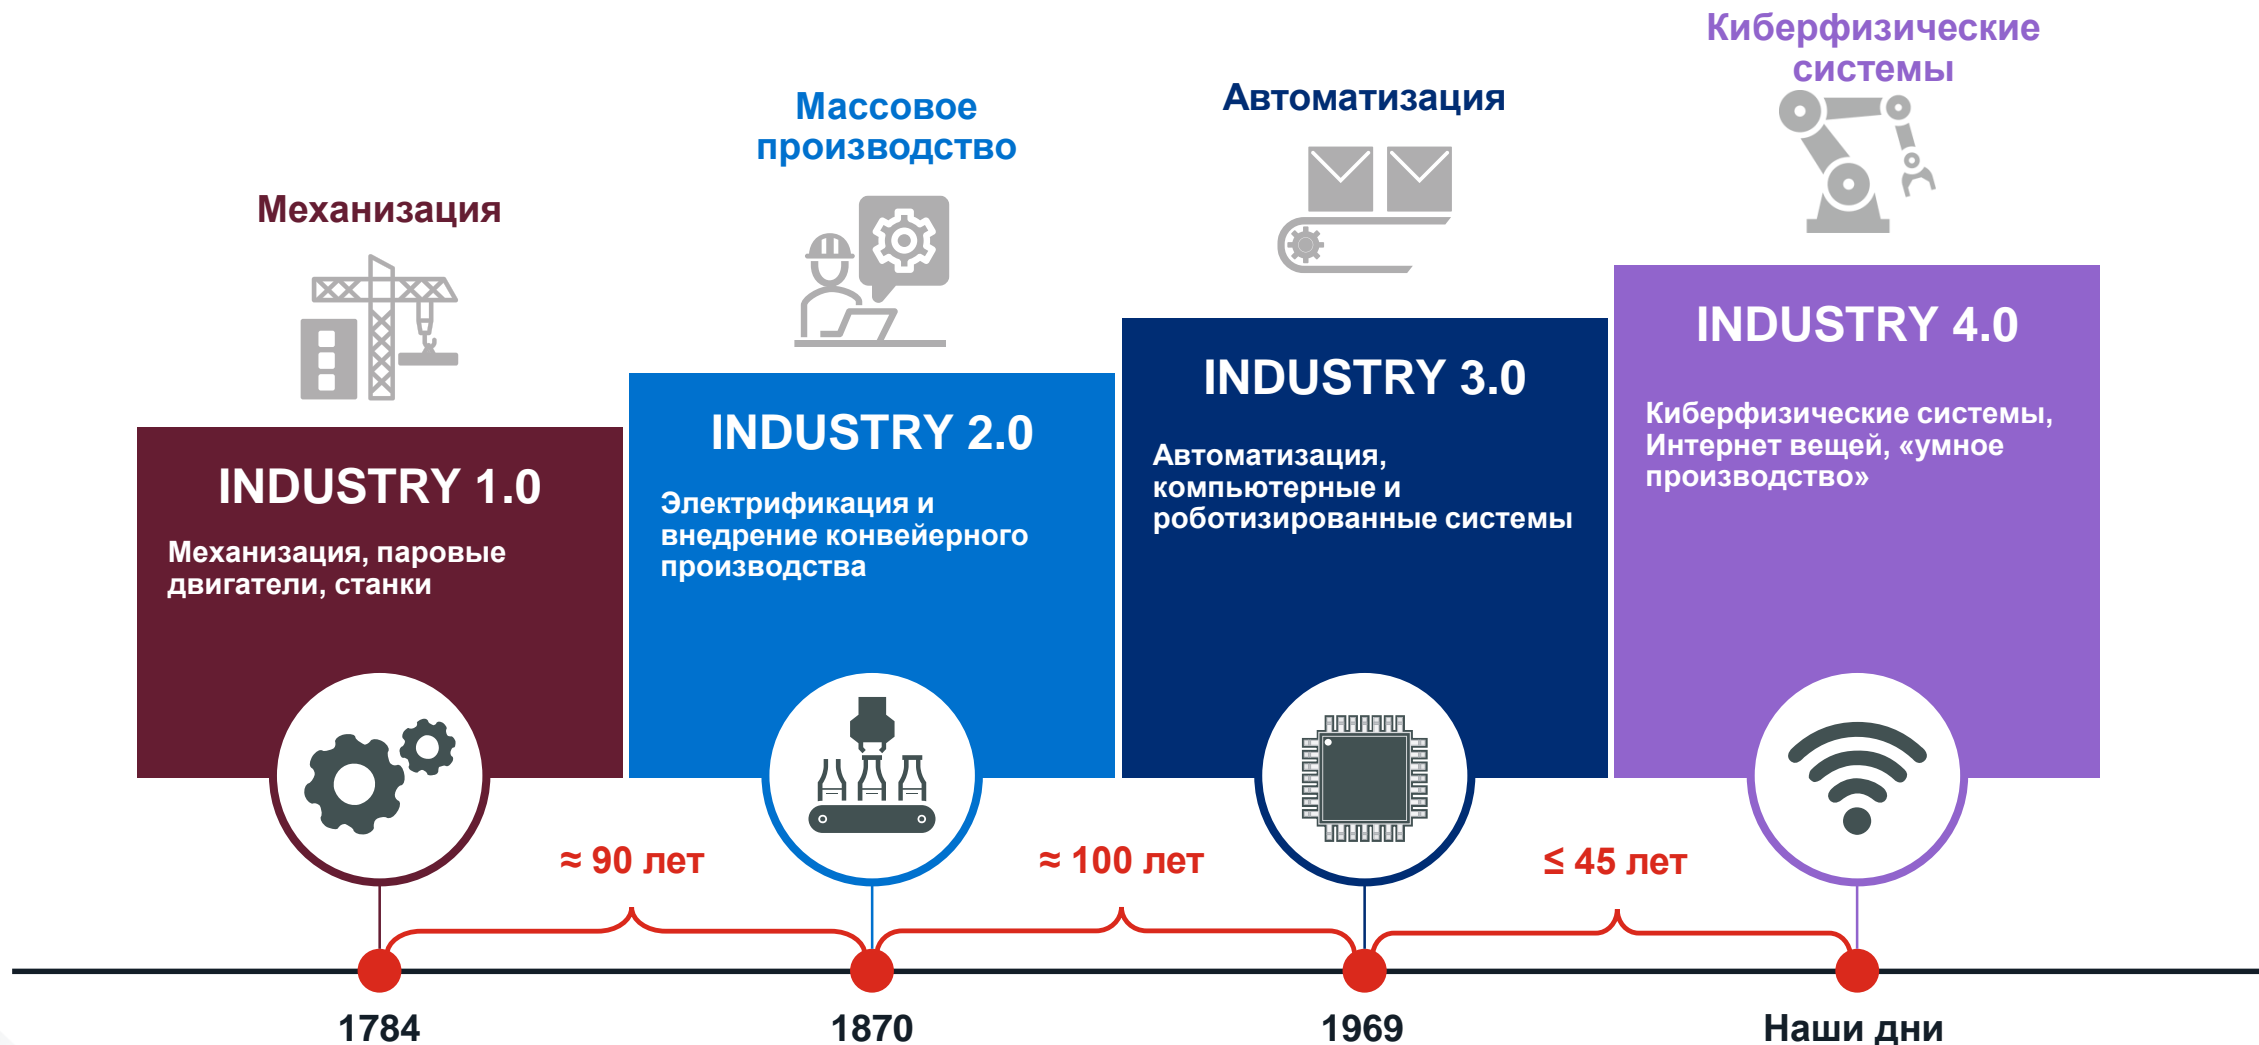 Механизация
INDUSTRY 1.0
Механизация, паровые
двигатели, станки
Массовое
производство
INDUSTRY 2.0
Электрификация и
внедрение конвейерного
производства
Автоматизация
INDUSTRY 3.0
Автоматизация,
компьютерные и
роботизированные системы
Киберфизические
системы
INDUSTRY 4.0
Киберфизические системы,
Интернет вещей, «умное
производство»
≈ 90 лет
≈ 100 лет
≤ 45 лет
1784
1870
1969
Наши дни